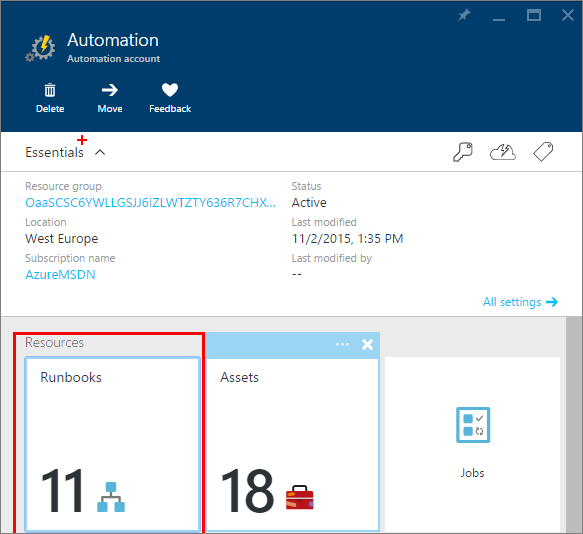 Automation
Automation account
Delete
Move
Feedback
Essentials
Resource group
Status
OaaSCSC6YWLLGSJJ6IZLWTZTY636R7CHX...
Active
Location
Last modified
West Europe
11/2/2015, 1:35 PM
Subscription name
Last modified by
AzureMSDN
--
All settings
Resources
Runbooks
Assets
11
18
Jobs